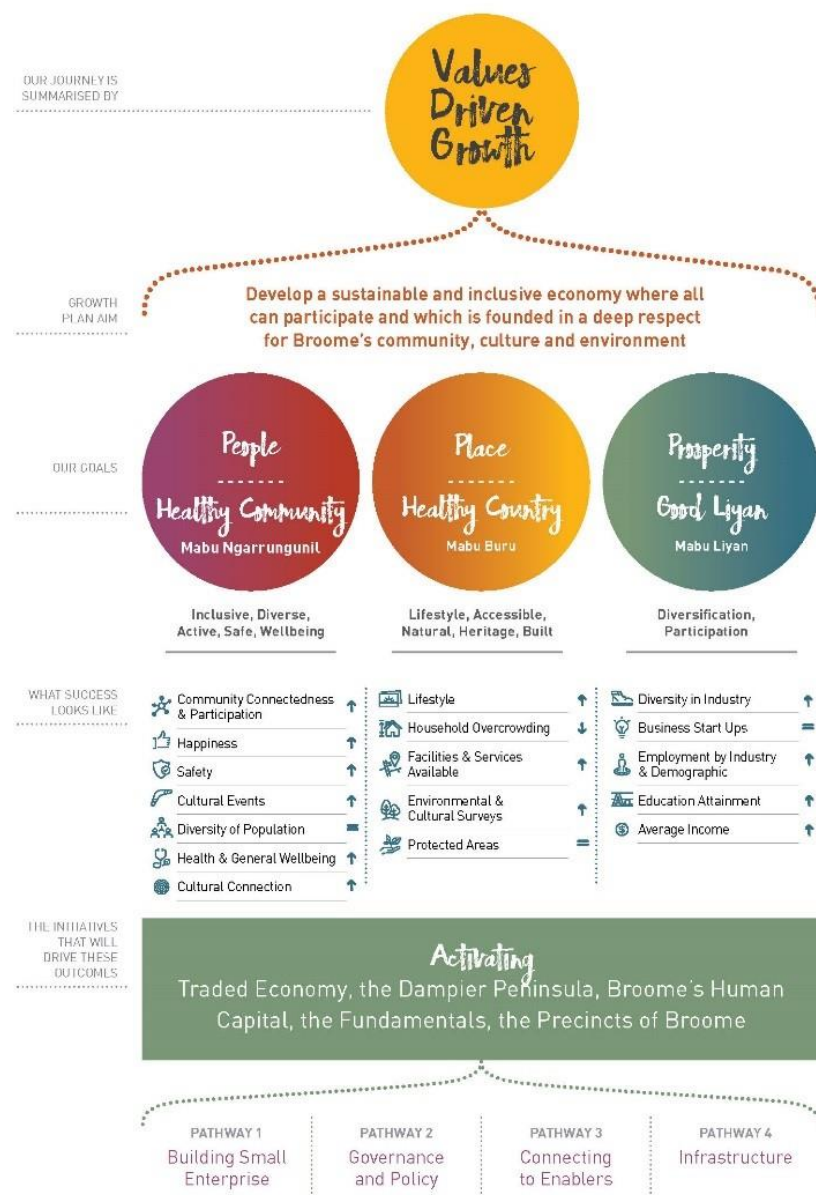 OUR JOURNEY IS
SUMMARISED BY
Values
Driven
Growth
GROWTH
PLAN AIM
Develop a sustainable and inclusive economy where all
can participate and which is founded in a deep respect
for Broome's community, culture and environment
OUR GOALS
People
Healthy Community
Mabu Ngarrungunil
Inclusive, Diverse,
Active, Safe, Wellbeing
Place
Healthy Country
Mabu Buru
Lifestyle, Accessible,
Natural, Heritage, Built
Prosperity
Good Liyan
Mabu Liyan
Diversification,
Participation
WHAT SUCCESS
LOOKS LIKE
Community Connectedness
& Participation
Happiness
Safety
Cultural Events
Diversity of Population
Health & General Wellbeing
Cultural Connection
Lifestyle
Household Overcrowding
Facilities & Services
Available
Environmental &
Cultural Surveys
Protected Areas
Diversity in Industry
Business Start Ups
Employment by Industry
& Demographic
Education Attainment
Average Income
THE INITIATIVES
THAT WILL
DRIVE THESE
OUTCOMES
Activating
Traded Economy, the Dampier Peninsula, Broome's Human
Capital, the Fundamentals, the Precincts of Broome
PATHWAY 1
Building Small
Enterprise
PATHWAY 2
Governance
and Policy
PATHWAY 3
Connecting
to Enablers
PATHWAY 4
Infrastructure